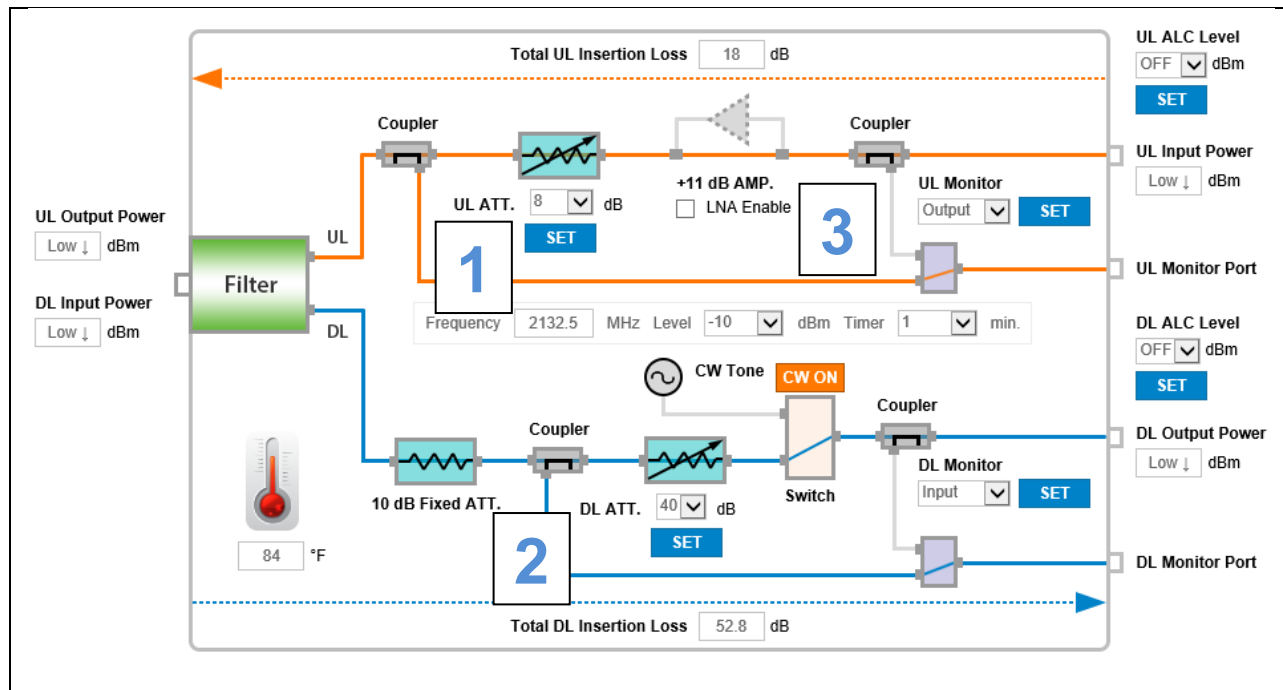 Total UL Insertion Loss 18 dB
UL ALC Level
OFF dBm
SET
Coupler
Coupler
UL Input Power
Low ↓ dBm
+11 dB AMP.
LNA Enable
UL Monitor
Output SET
UL ATT. 8 dB
SET
UL Output Power
Low ↓ dBm
UL
1
3
Filter
UL Monitor Port
DL Input Power
Low ↓ dBm
DL
Frequency 2132.5 MHz Level -10 dBm Timer 1 min.
DL ALC Level
OFF dBm
SET
CW Tone CW ON
Coupler
Coupler
DL Output Power
Low ↓ dBm
DL Monitor
Input SET
Switch
10 dB Fixed ATT.
DL ATT. 40 dB
SET
2
84 °F
DL Monitor Port
Total DL Insertion Loss 52.8 dB